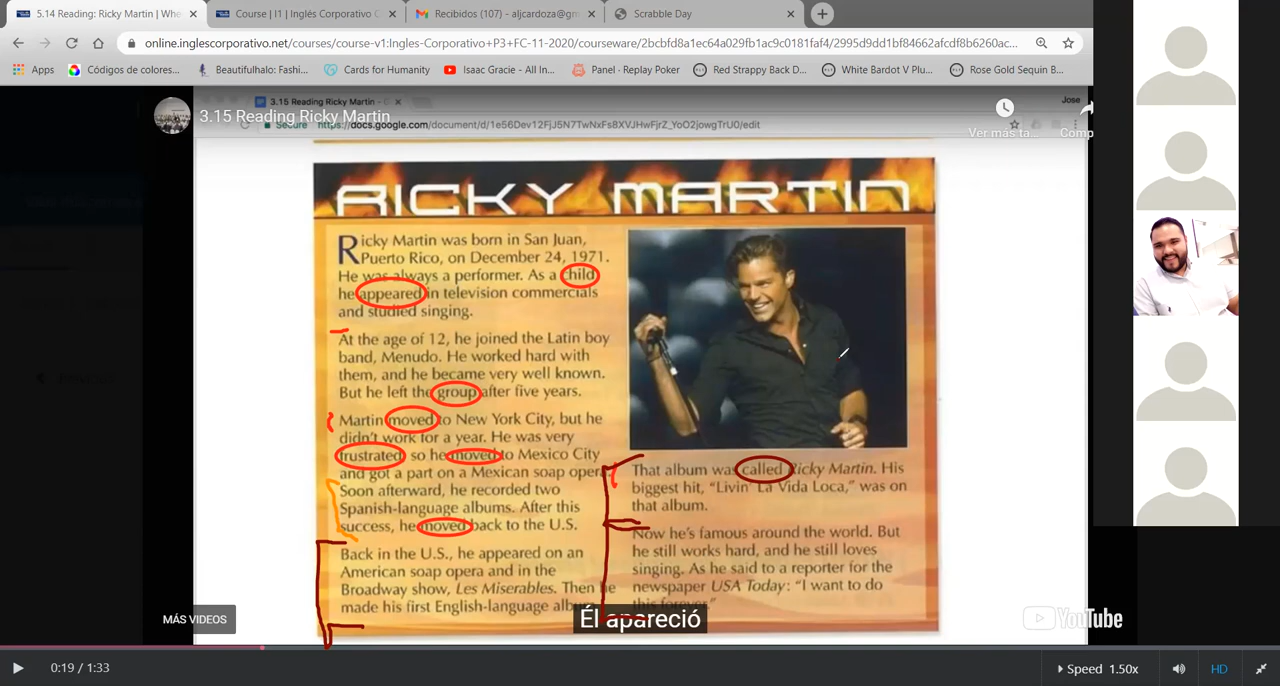 5.14 Reading: Ricky Martin | Whe
Course | I1 | Inglés Corporativo C
Recibidos (107) - aljcardoza@gm
Scrabble Day
online.inglescorporativo.net/courses/course-v1:Ingles-Corporativo+P3+FC-11-2020/courseware/2bcbfd8a1ec64a029fb1ac9c0181faf4/2995d9dd1bf84662afcdf8b6260ac...
Apps
Códigos de colores...
Beautifulhalo: Fashi...
Cards for Humanity
Isaac Gracie - All In...
Panel · Replay Poker
Red Strappy Back D...
White Bardot V Plu...
Rose Gold Sequin B...
3.15 Reading Ricky Martin - G
Jose
3.15 Reading Ricky Martin
Secure https://docs.google.com/document/d/1e56Dev12FjJ5N7TwNxFs8XVJHwFjrZ_YoO2jowgTrU0/edit
Ver más ta...
Comp
RICKY MARTIN
Ricky Martin was born in San Juan,
Puerto Rico, on December 24, 1971.
He was always a performer. As a child
he appeared in television commercials
and studied singing.
At the age of 12, he joined the Latin boy
band, Menudo. He worked hard with
them, and he became very well known.
But he left the group after five years.
Martin moved to New York City, but he
didn't work for a year. He was very
frustrated so he moved to Mexico City
and got a part on a Mexican soap opera.
Soon afterward, he recorded two
Spanish-language albums. After this
success, he moved back to the U.S.
Back in the U.S., he appeared on an
American soap opera and in the
Broadway show, Les Miserables. Then he
made his first English-language album.
That album was called Ricky Martin. His
biggest hit, "Livin' La Vida Loca," was on
that album.
Now he's famous around the world. But
he still works hard, and he still loves
singing. As he said to a reporter for the
newspaper USA Today: "I want to do
this forever."
Él apareció
MÁS VIDEOS
YouTube
0:19 / 1:33
Speed 1.50x
HD